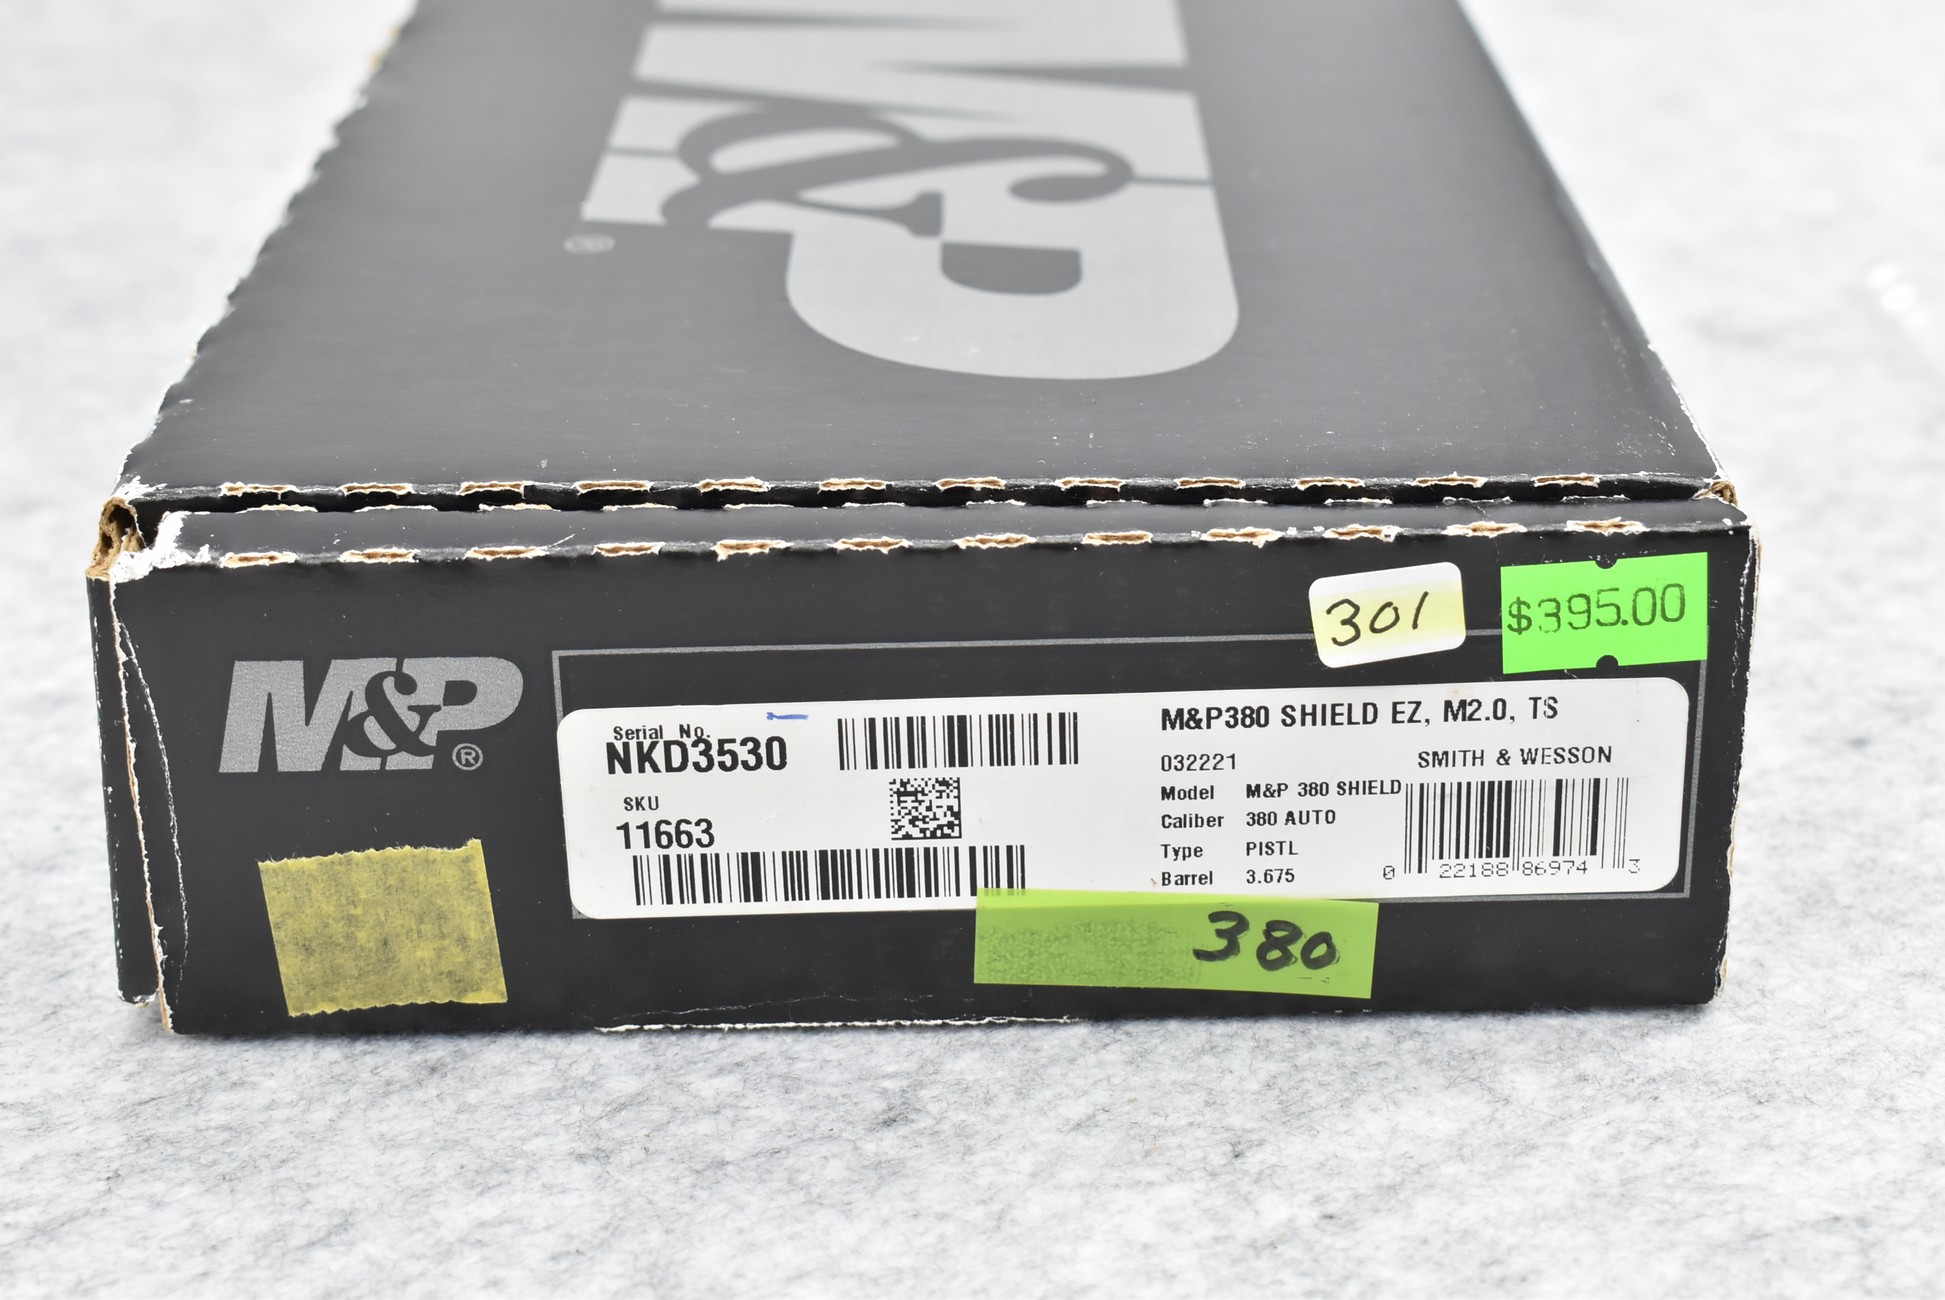 M&P
®
301
$395.00
M&P®
Serial No.
NKD3530
SKU
11663
M&P380 SHIELD EZ, M2.0, TS
032221
SMITH & WESSON
Model M&P 380 SHIELD
Caliber 380 AUTO
Type PISTL
Barrel 3.675
0 22188 86974 3
380